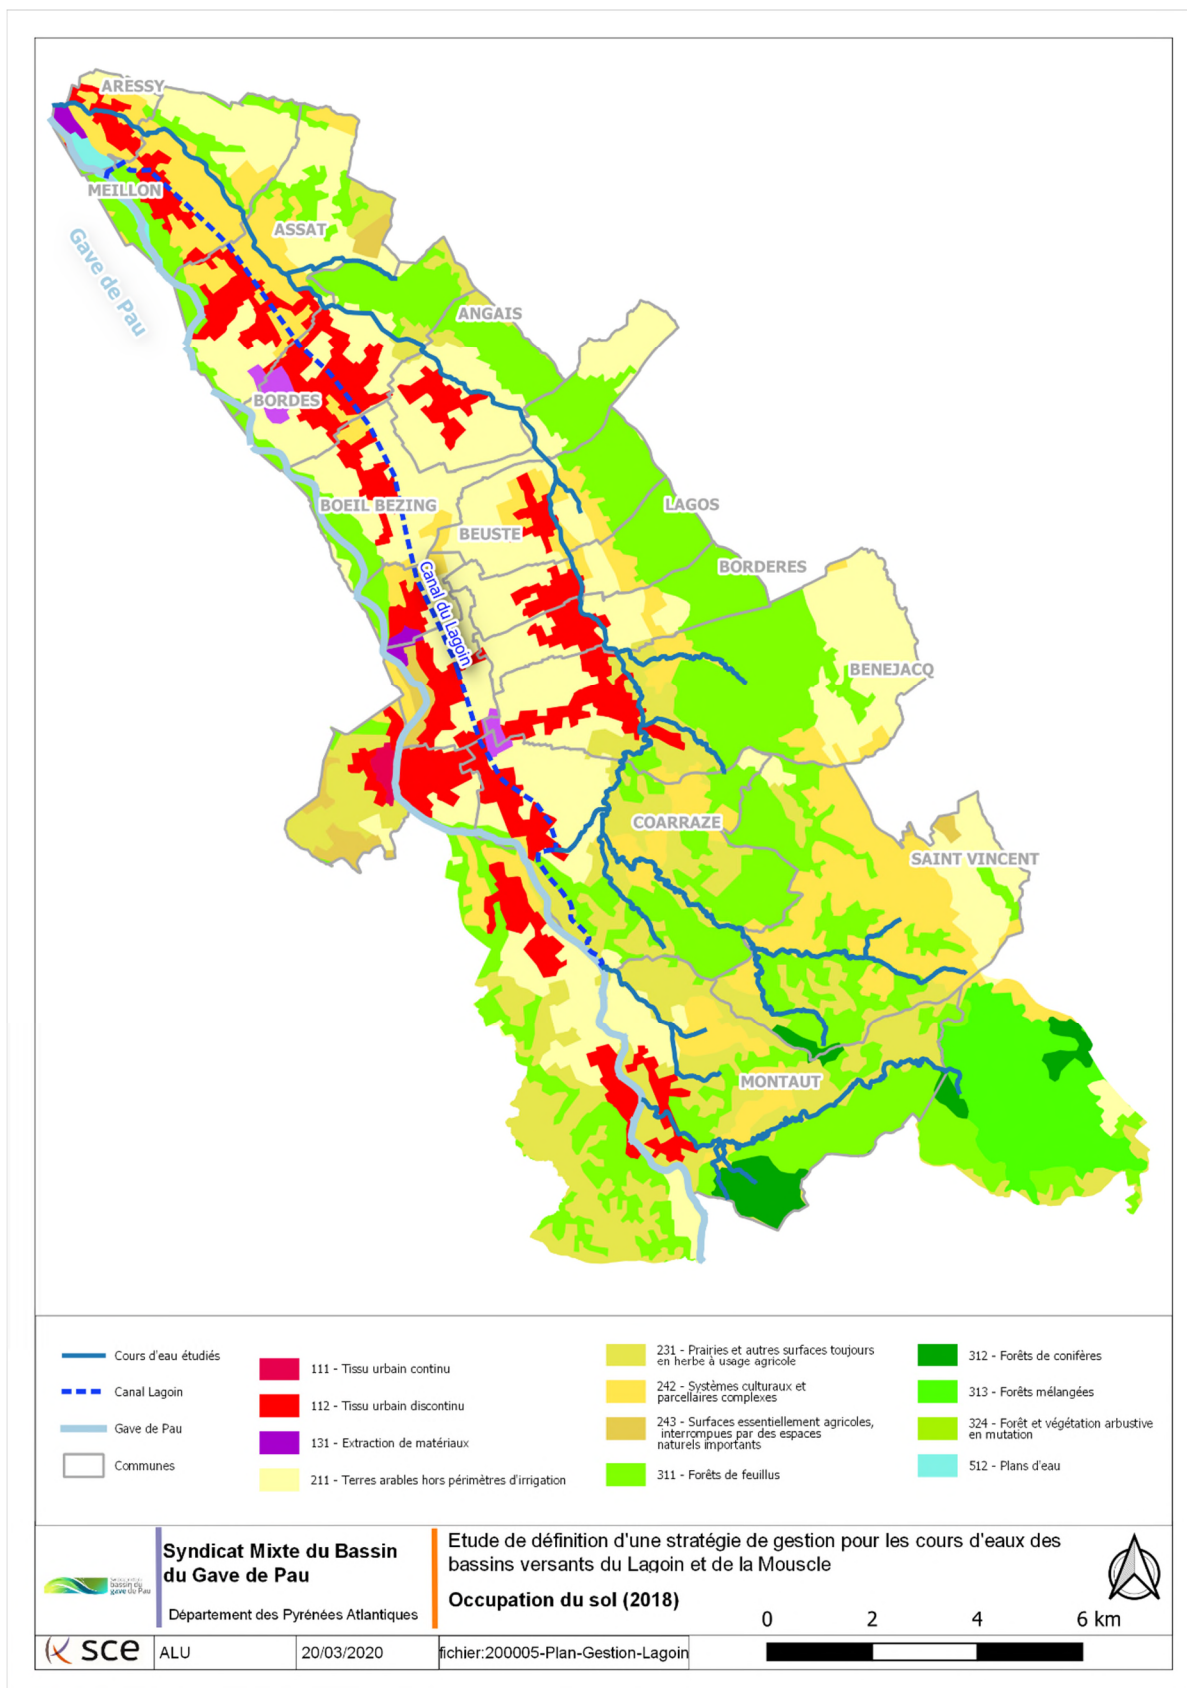 ARESSY
MEILLON
Gave de Pau
ASSAT
ANGAIS
BORDES
BOEIL BEZING
BEUSTE
LAGOS
BORDERES
Canal du Lagoin
BENEJACQ
COARRAZE
SAINT VINCENT
MONTAUT
Cours d'eau étudiés
Canal Lagoin
Gave de Pau
Communes
111 - Tissu urbain continu
112 - Tissu urbain discontinu
131 - Extraction de matériaux
211 - Terres arables hors périmètres d'irrigation
231 - Prairies et autres surfaces toujours
en herbe à usage agricole
242 - Systèmes culturaux et
parcellaires complexes
243 - Surfaces essentiellement agricoles,
interrompues par des espaces
naturels importants
311 - Forêts de feuillus
312 - Forêts de conifères
313 - Forêts mélangées
324 - Forêt et végétation arbustive
en mutation
512 - Plans d'eau
bassin du
gave de Pau
Syndicat Mixte du Bassin
du Gave de Pau
Département des Pyrénées Atlantiques
Etude de définition d'une stratégie de gestion pour les cours d'eaux des
bassins versants du Lagoin et de la Mouscle
Occupation du sol (2018)
0 2 4 6 km
sce
ALU
20/03/2020
fichier:200005-Plan-Gestion-Lagoin